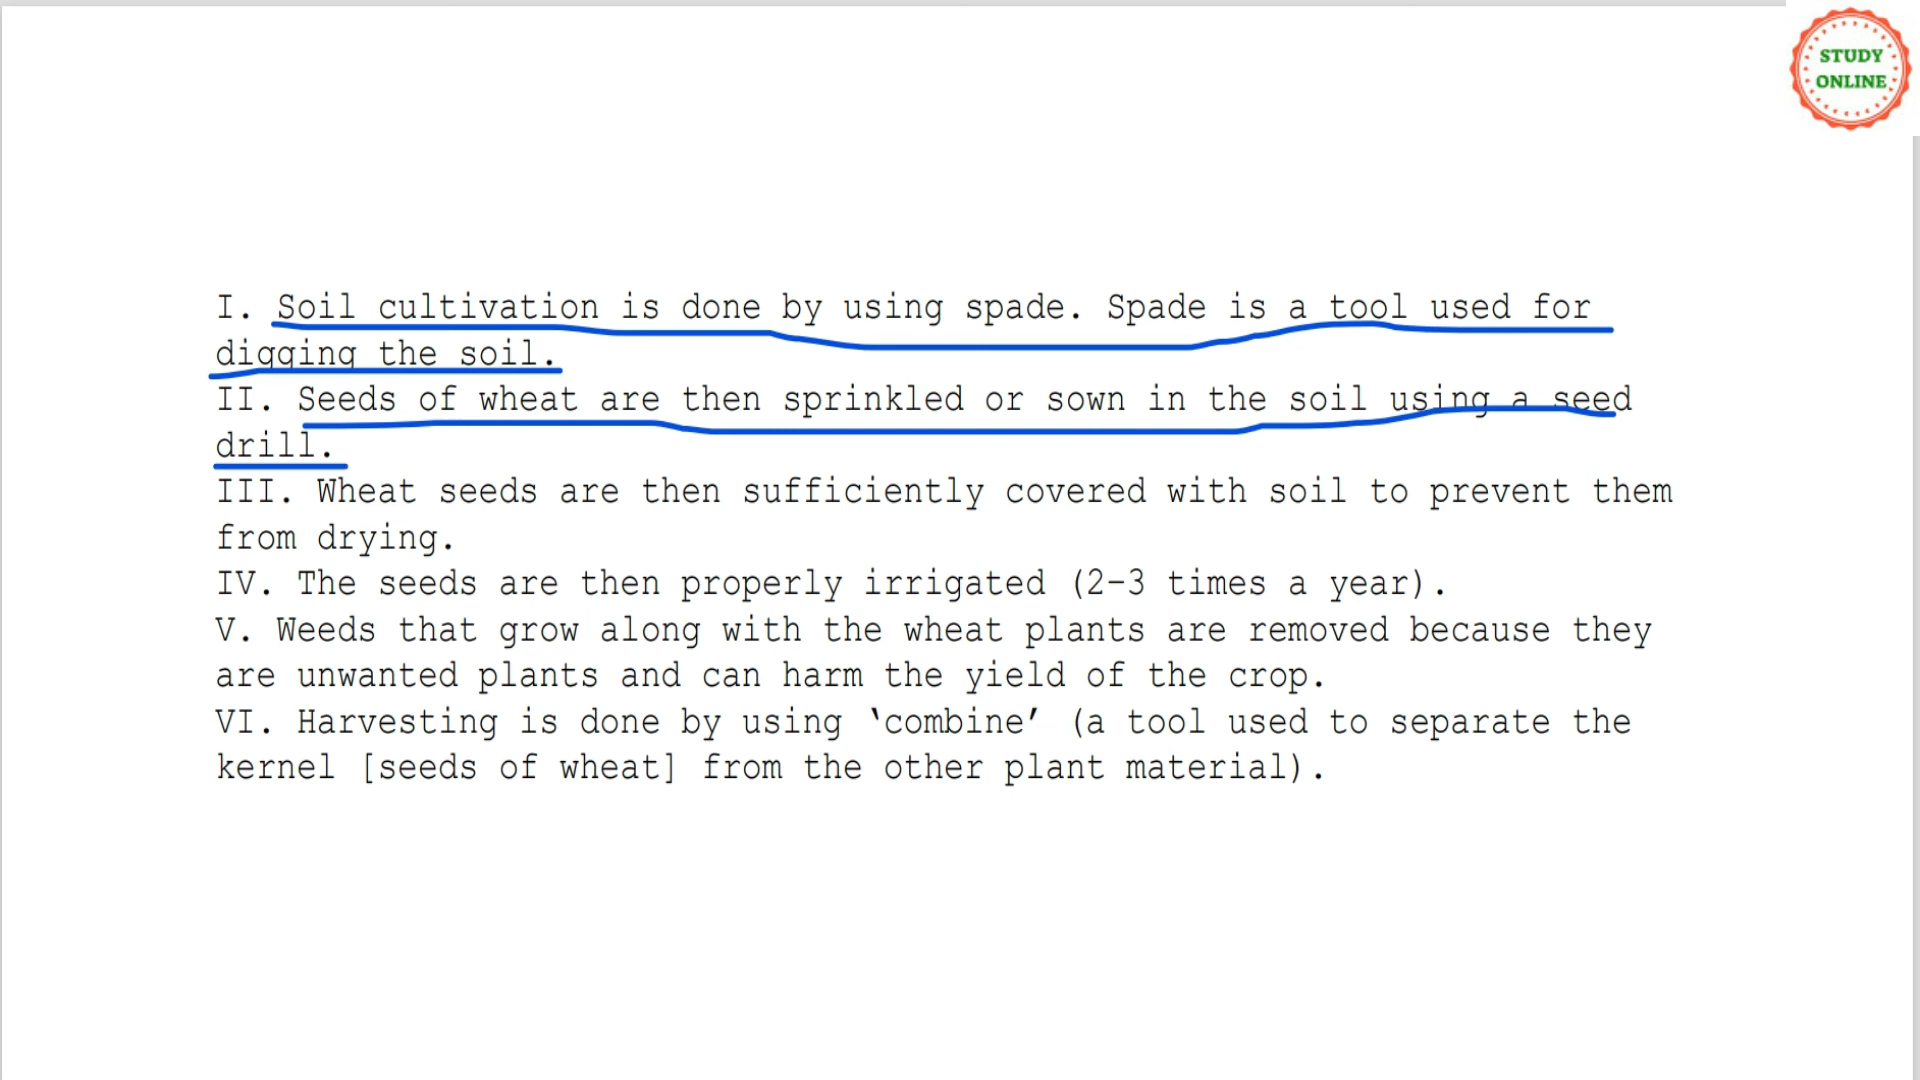 STUDY
ONLINE
I. Soil cultivation is done by using spade. Spade is a tool used for
digging the soil.
II. Seeds of wheat are then sprinkled or sown in the soil using a seed
drill.
III. Wheat seeds are then sufficiently covered with soil to prevent them
from drying.
IV. The seeds are then properly irrigated (2-3 times a year).
V. Weeds that grow along with the wheat plants are removed because they
are unwanted plants and can harm the yield of the crop.
VI. Harvesting is done by using ‘combine’ (a tool used to separate the
kernel [seeds of wheat] from the other plant material).